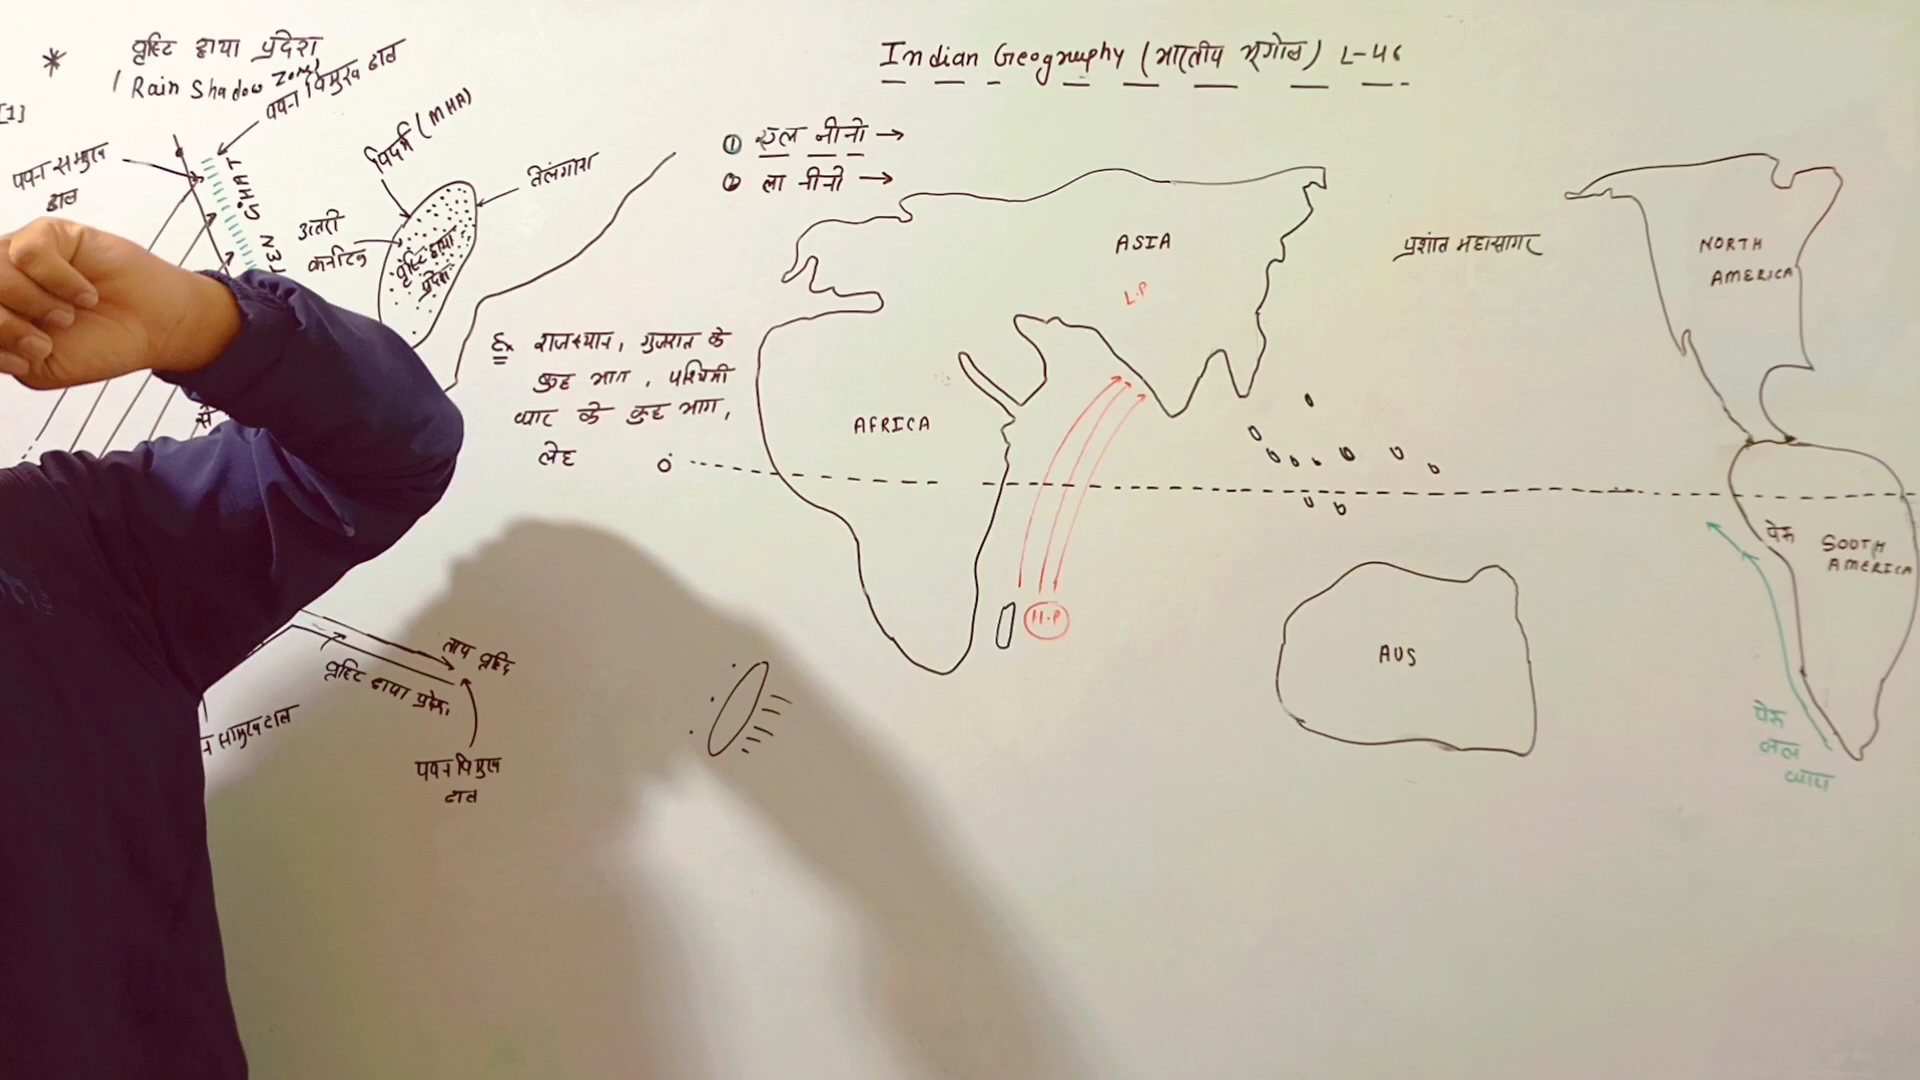 Indian Geography (भारतीय भूगोल) L-46
* वृष्टि छाया प्रदेश
(Rain Shadow Zone)
[1]
पवन विमुख ढाल
पवन सम्मुख
ढाल
विदर्भ (MHA)
तेलंगाना
उत्तरी
कर्नाटक
वृष्टि छाया
प्रदेश
① एल नीनो →
② ला नीनो →
Ex राजस्थान, गुजरात के
कुछ भाग, पश्चिमी
घाट के कुछ भाग,
लेह
से
0
ASIA
L.P
AFRICA
H.P
प्रशांत महासागर
NORTH
AMERICA
पेरू
SOUTH
AMERICA
AUS
पेरू
जल
धारा
ताप वृद्धि
वृष्टि छाया प्रदेश
न सम्मुख ढाल
पवन विमुख
ढाल